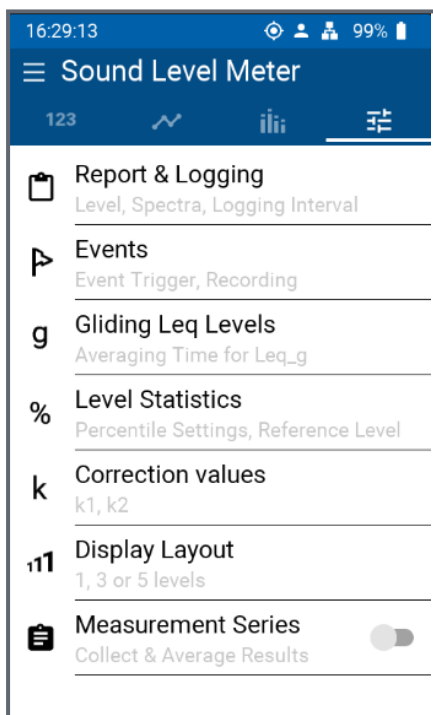 16:29:13 99%
Sound Level Meter
123
Report & Logging
Level, Spectra, Logging Interval
Events
Event Trigger, Recording
g Gliding Leq Levels
Averaging Time for Leq_g
% Level Statistics
Percentile Settings, Reference Level
k Correction values
k1, k2
111 Display Layout
1, 3 or 5 levels
Measurement Series
Collect & Average Results